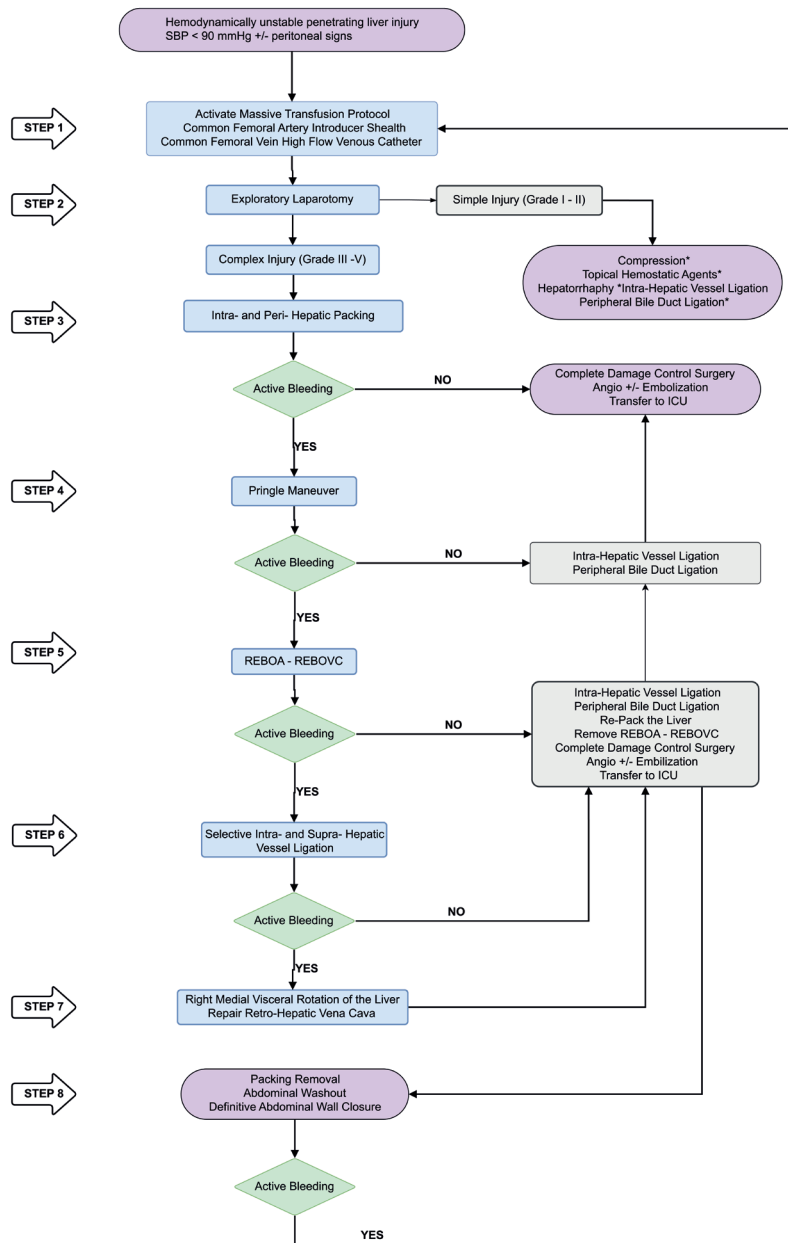 Hemodynamically unstable penetrating liver injury
SBP < 90 mmHg +/- peritoneal signs
STEP 1
Activate Massive Transfusion Protocol
Common Femoral Artery Introducer Shealth
Common Femoral Vein High Flow Venous Catheter
STEP 2
Exploratory Laparotomy
Simple Injury (Grade I - II)
Complex Injury (Grade III -V)
Compression*
Topical Hemostatic Agents*
Hepatorrhaphy *Intra-Hepatic Vessel Ligation
Peripheral Bile Duct Ligation*
STEP 3
Intra- and Peri- Hepatic Packing
Active Bleeding
NO
Complete Damage Control Surgery
Angio +/- Embolization
Transfer to ICU
YES
STEP 4
Pringle Maneuver
Active Bleeding
NO
Intra-Hepatic Vessel Ligation
Peripheral Bile Duct Ligation
YES
STEP 5
REBOA - REBOVC
Active Bleeding
NO
Intra-Hepatic Vessel Ligation
Peripheral Bile Duct Ligation
Re-Pack the Liver
Remove REBOA - REBOVC
Complete Damage Control Surgery
Angio +/- Embilization
Transfer to ICU
YES
STEP 6
Selective Intra- and Supra- Hepatic
Vessel Ligation
Active Bleeding
NO
YES
STEP 7
Right Medial Visceral Rotation of the Liver
Repair Retro-Hepatic Vena Cava
STEP 8
Packing Removal
Abdominal Washout
Definitive Abdominal Wall Closure
Active Bleeding
YES